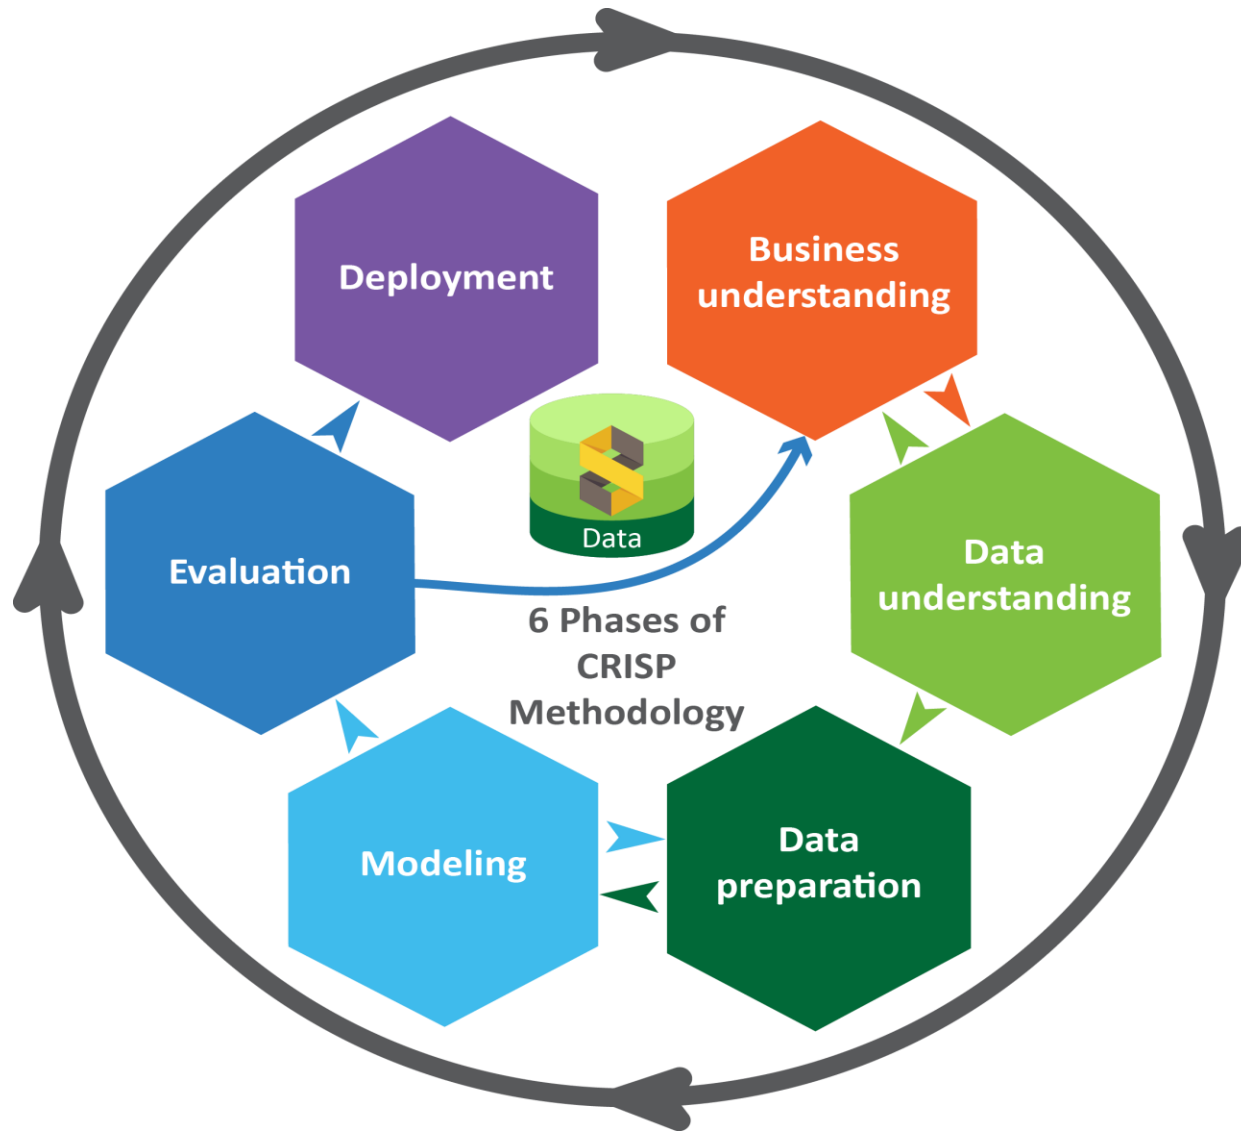 Deployment
Business
understanding
Data
Evaluation
Data
understanding
6 Phases of
CRISP
Methodology
Modeling
Data
preparation